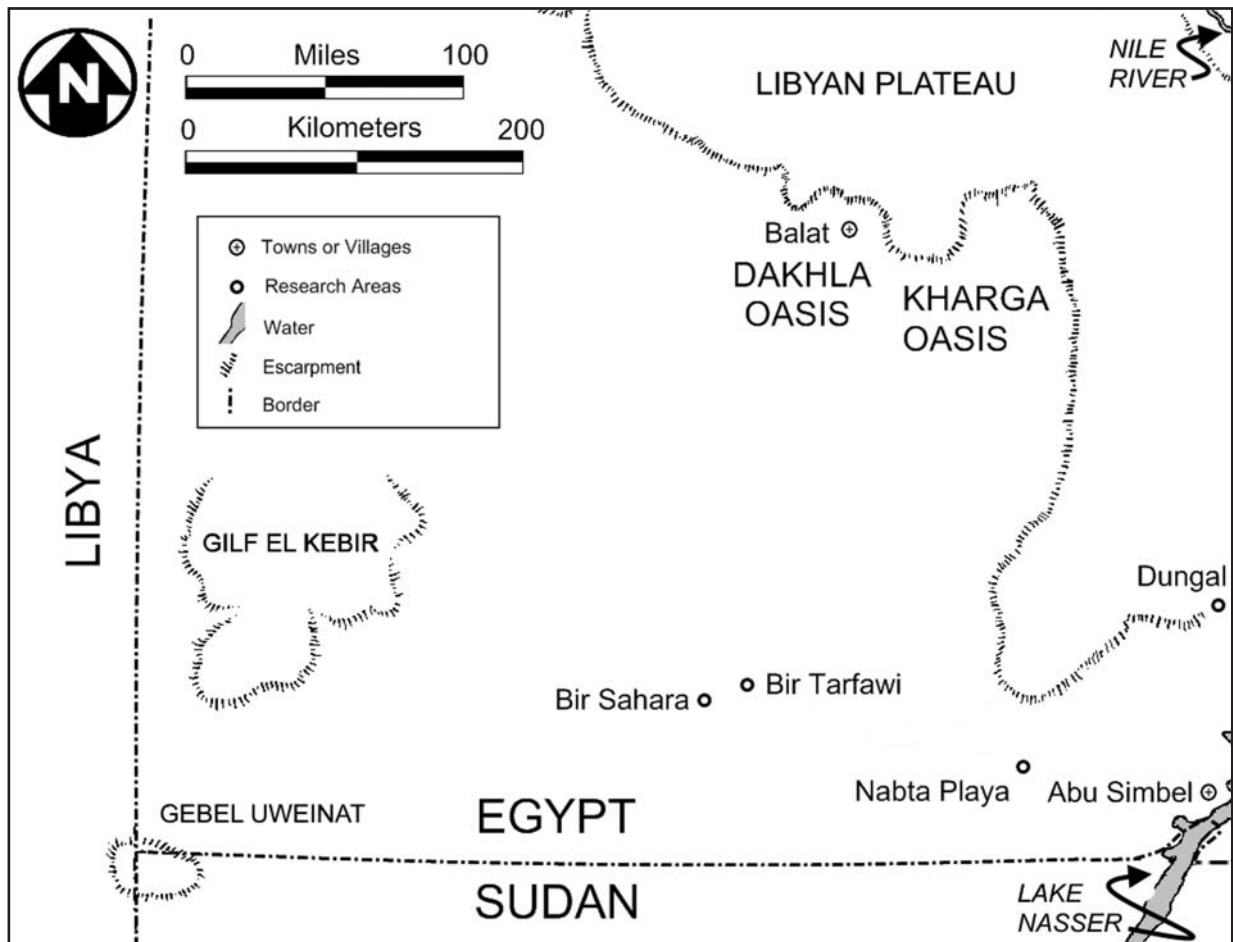 N
0 Miles 100
0 Kilometers 200
Towns or Villages
Research Areas
Water
Escarpment
Border
LIBYAN PLATEAU
NILE
RIVER
Balat
DAKHLA
OASIS
KHARGA
OASIS
LIBYA
GILF EL KEBIR
Dungal
Bir Sahara
Bir Tarfawi
Nabta Playa
Abu Simbel
GEBEL UWEINAT
EGYPT
SUDAN
LAKE
NASSER